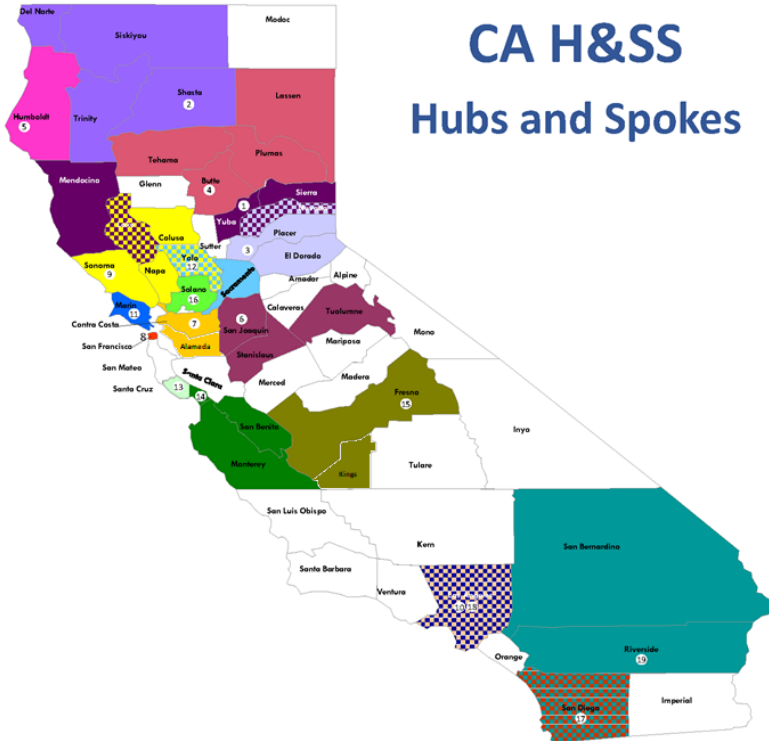 CA H&SS
Hubs and Spokes
Del Norte
Siskiyou
Modoc
Shasta
2
Lassen
Humboldt
5
Trinity
Tehama
Plumas
Butte
4
Mendocino
Glenn
1
Sierra
Yuba
Colusa
Placer
Sutter
3
El Dorado
Yolo
12
Sonoma
9
Napa
Sacramento
Amador
Alpine
Solano
16
Marin
11
Calaveras
Tuolumne
Contra Costa
7
6
San Joaquin
Mono
8
San Francisco
Alameda
Stanislaus
Mariposa
San Mateo
Santa Clara
Merced
Madera
Santa Cruz
13
14
Fresno
15
San Benito
Inyo
Monterey
Kings
Tulare
San Luis Obispo
Kern
San Bernardino
Santa Barbara
Ventura
10
18
Orange
Riverside
19
San Diego
17
Imperial